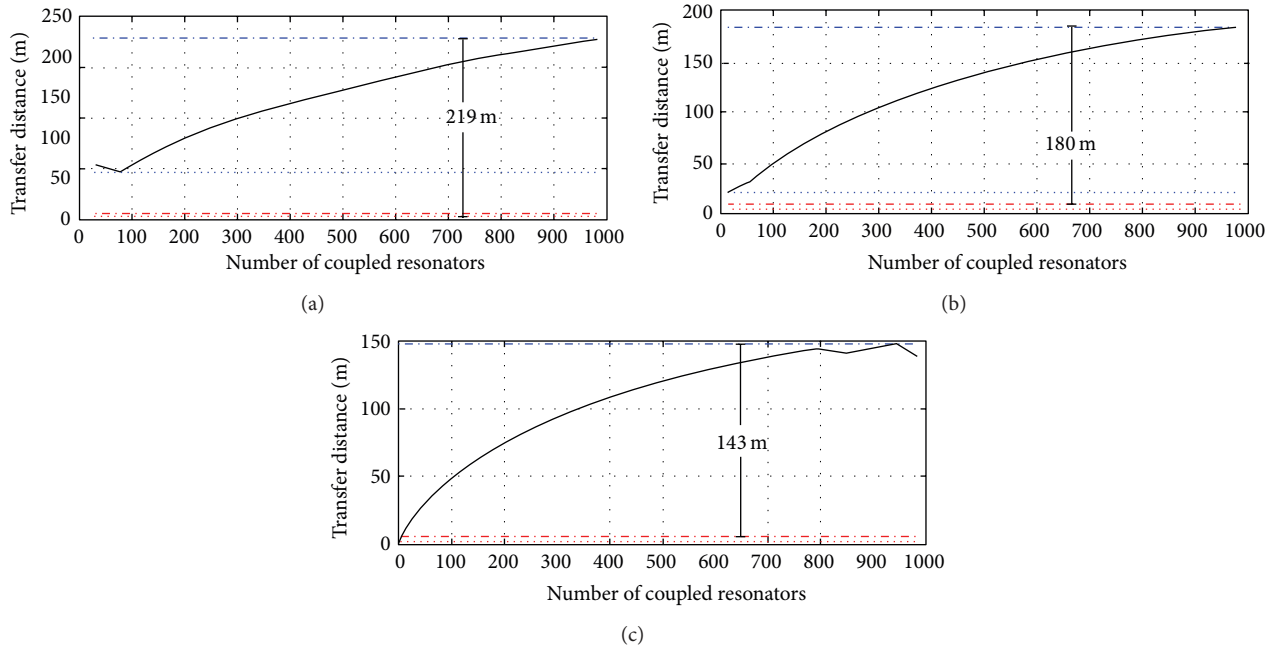 250
200
150
100
50
0
Transfer distance (m)
219 m
100 200 300 400 500 600 700 800 900 1000
Number of coupled resonators
(a)
200
150
100
50
0
Transfer distance (m)
180 m
100 200 300 400 500 600 700 800 900 1000
Number of coupled resonators
(b)
150
100
50
0
Transfer distance (m)
143 m
0 100 200 300 400 500 600 700 800 900 1000
Number of coupled resonators
(c)